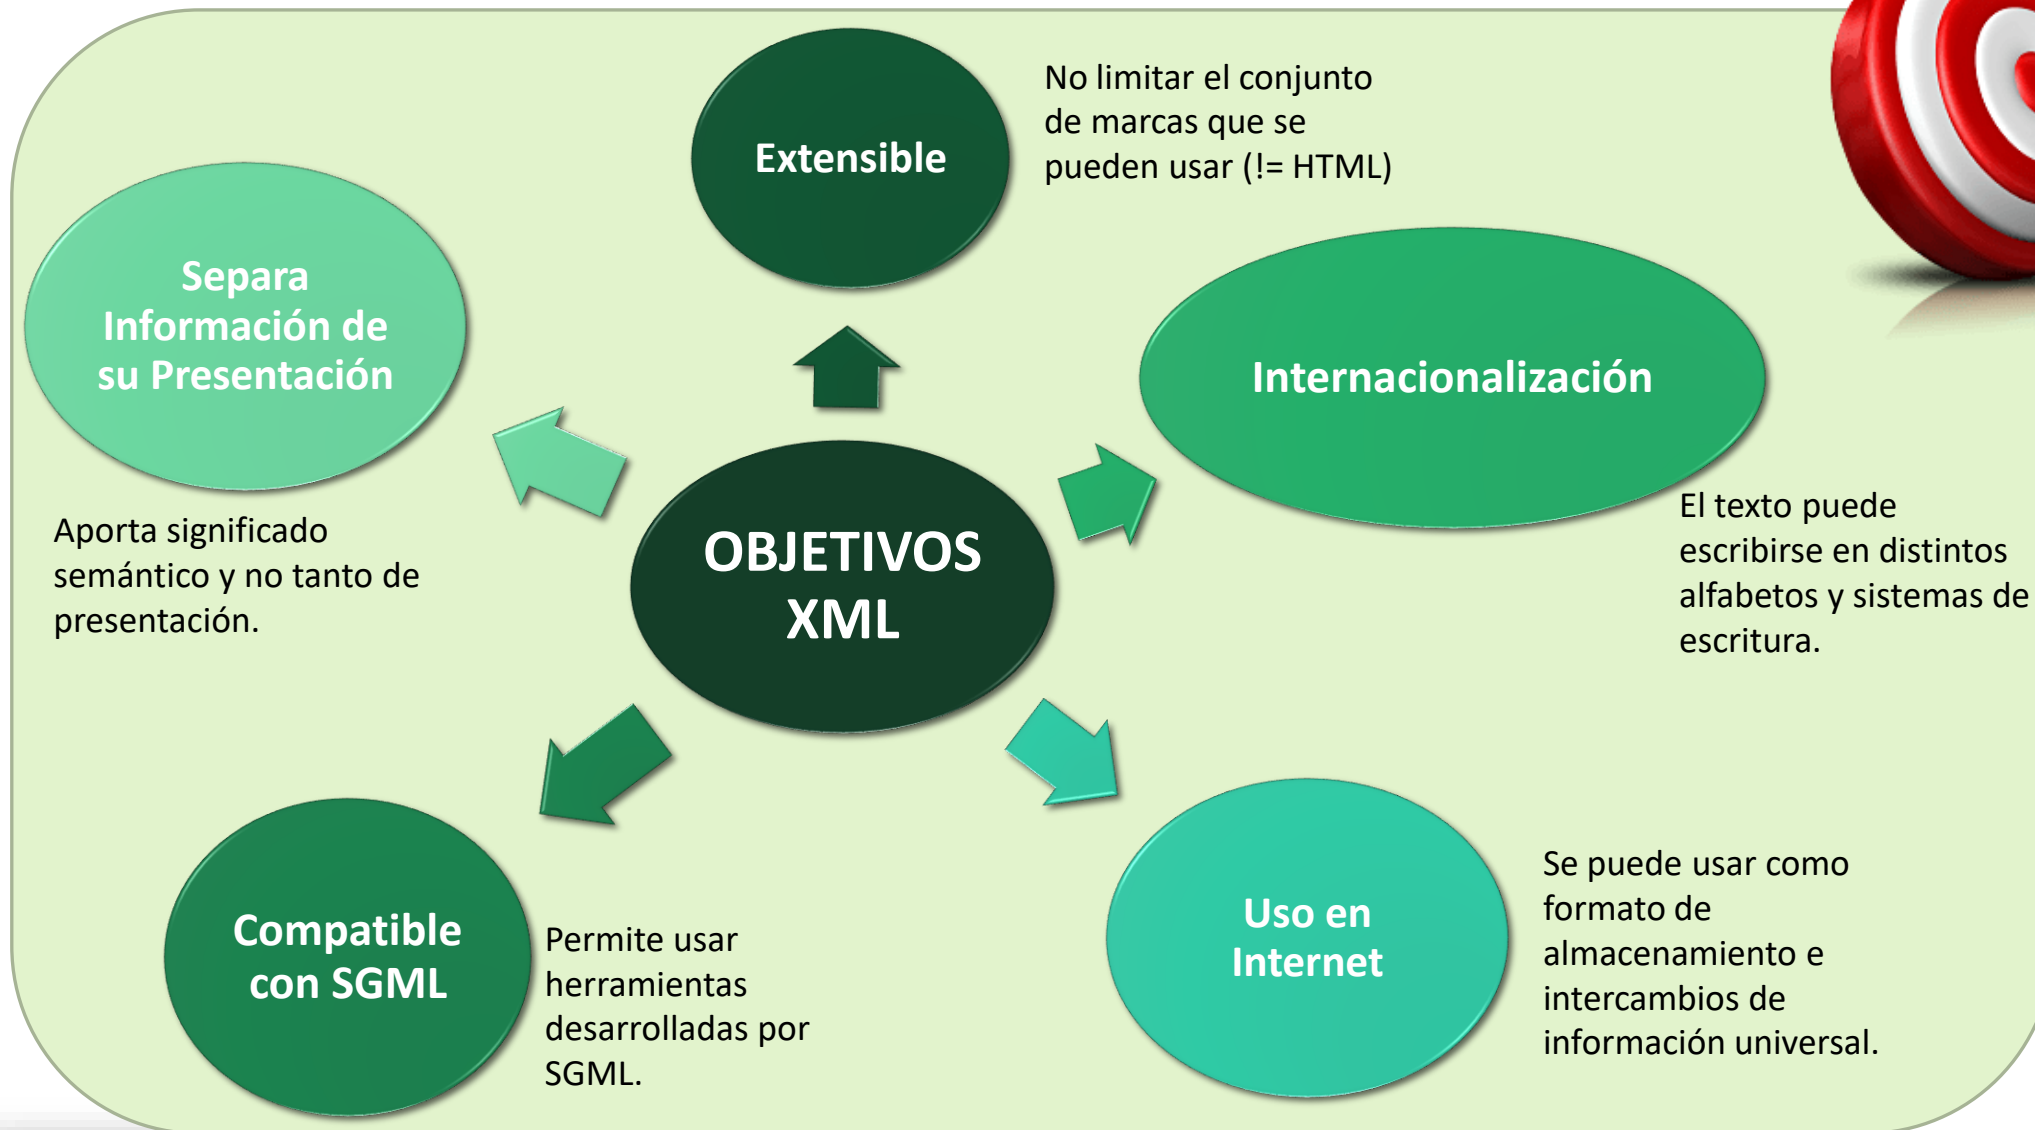 Extensible
No limitar el conjunto
de marcas que se
pueden usar (!= HTML)
Separa
Información de
su Presentación
Aporta significado
semántico y no tanto de
presentación.
Internacionalización
El texto puede
escribirse en distintos
alfabetos y sistemas de
escritura.
OBJETIVOS
XML
Compatible
con SGML
Permite usar
herramientas
desarrolladas por
SGML.
Uso en
Internet
Se puede usar como
formato de
almacenamiento e
intercambios de
información universal.